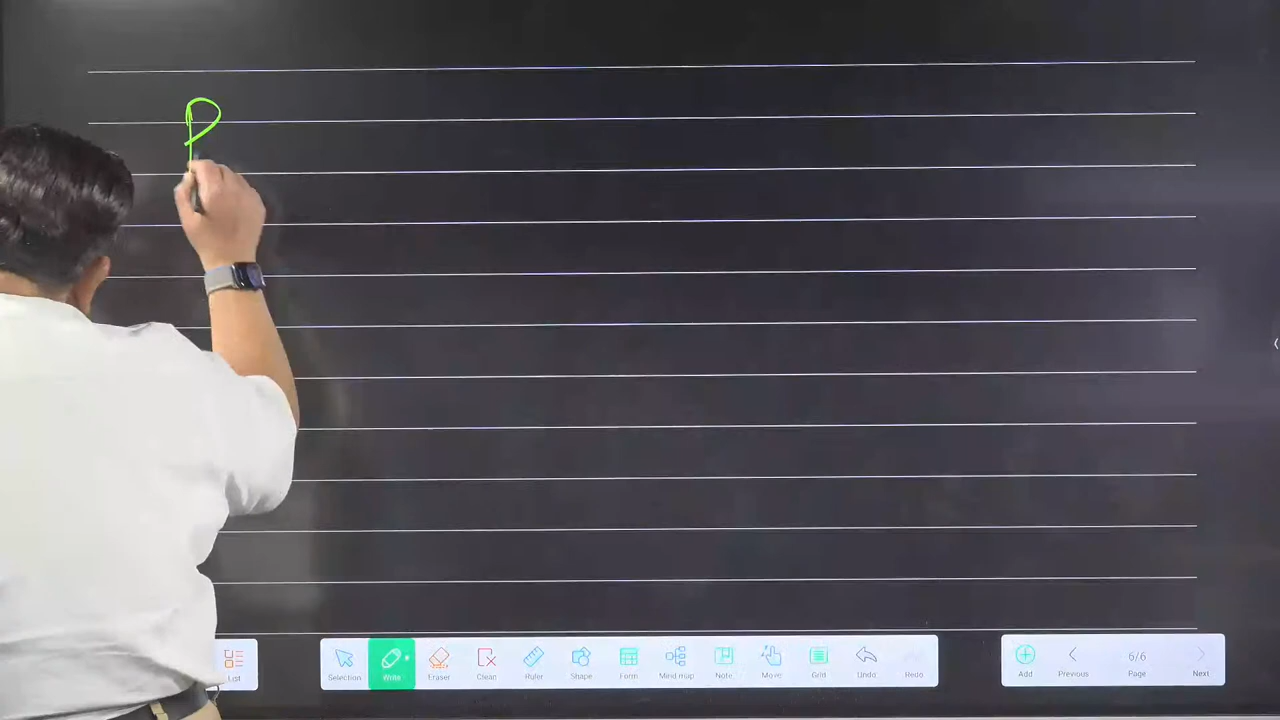 P
List
Selection
Write
Eraser
Clean
Ruler
Shape
Form
Meind map
Note
Move
Grid
Undo
Redo
Add
Previous
6/6
Page
Next